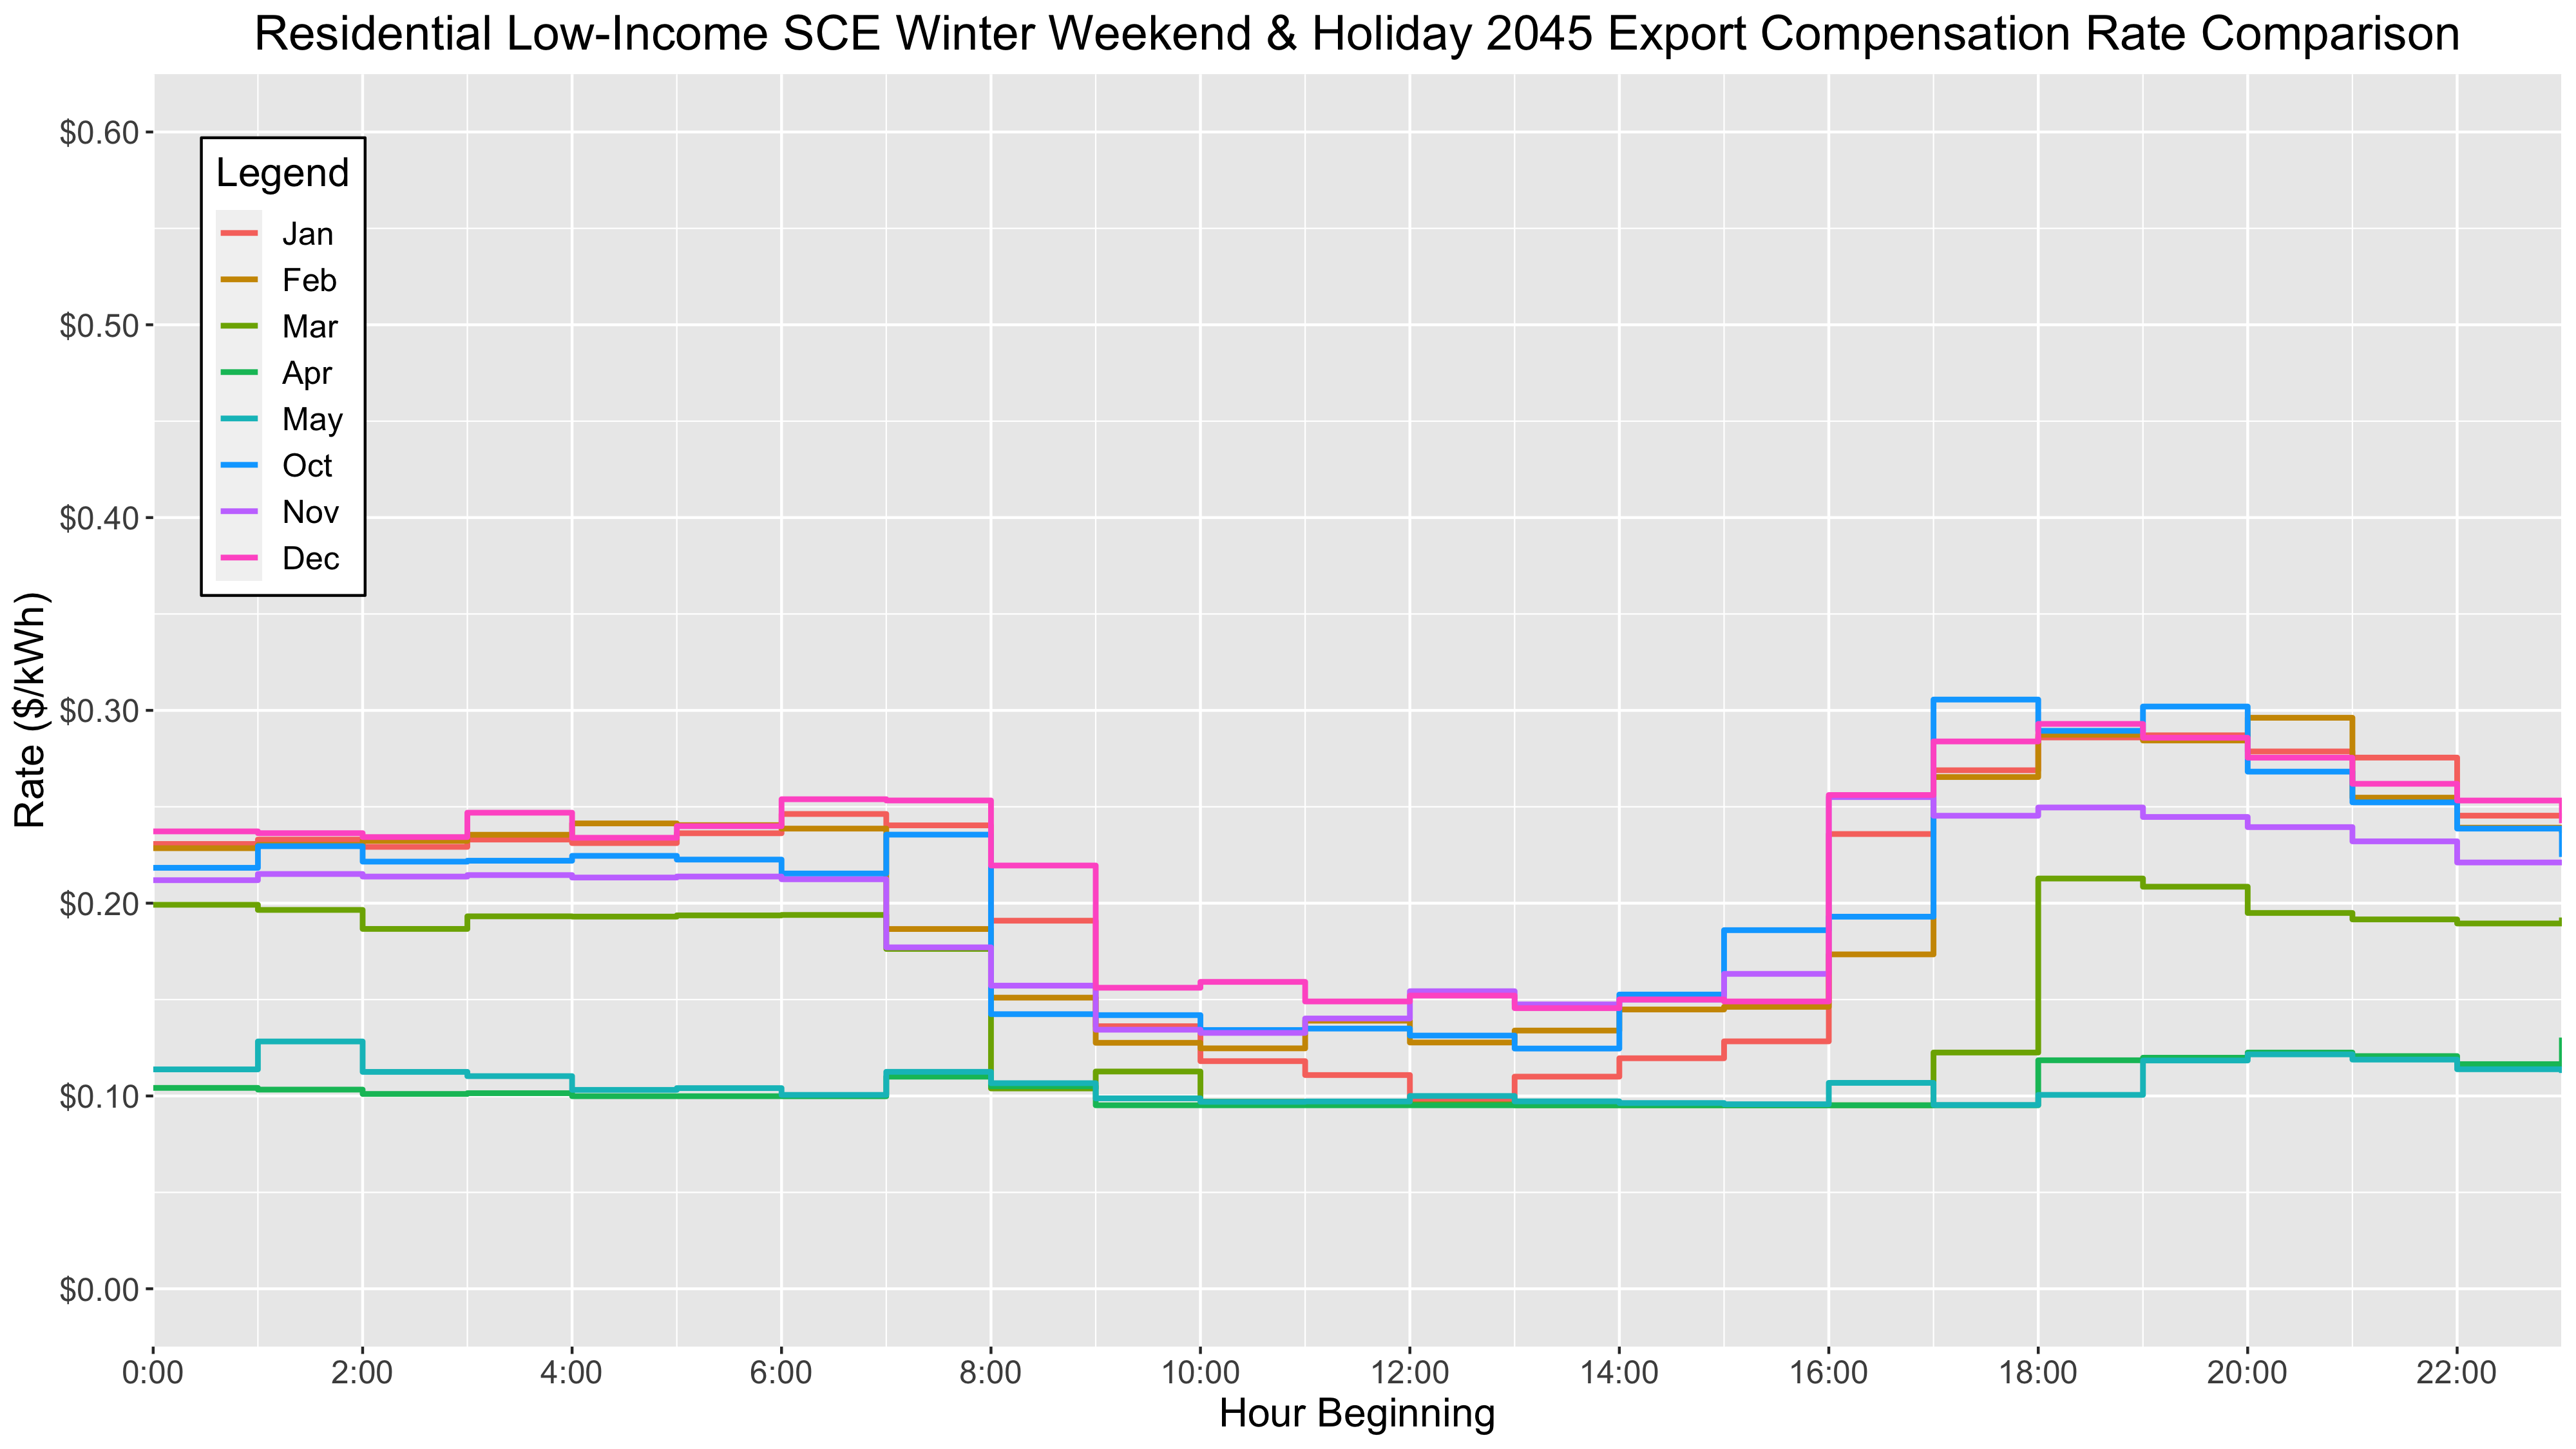 Residential Low-Income SCE Winter Weekend & Holiday 2045 Export Compensation Rate Comparison
Rate ($/kWh)
$0.60
$0.50
$0.40
$0.30
$0.20
$0.10
$0.00
Legend
Jan
Feb
Mar
Apr
May
Oct
Nov
Dec
0:00 2:00 4:00 6:00 8:00 10:00 12:00 14:00 16:00 18:00 20:00 22:00
Hour Beginning